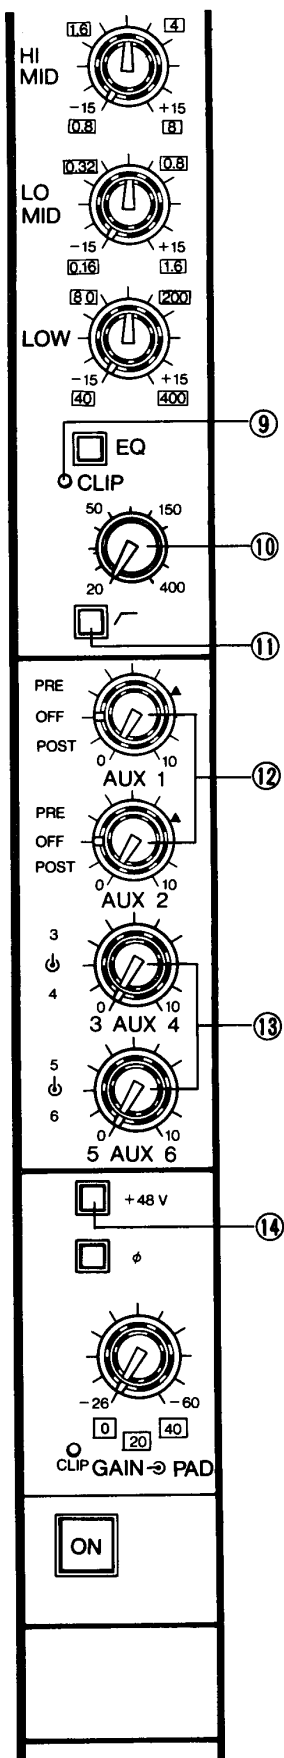 1.6 4
HI
MID
-15 +15
0.8 8
0.32 0.8
LO
MID
-15 +15
0.16 1.6
80 200
LOW
-15 +15
40 400
⑨
EQ
CLIP
50 150
⑩
20 400
⑪
PRE
OFF
POST
0 10
AUX 1
⑫
PRE
OFF
POST
0 10
AUX 2
3
4
0 10
3 AUX 4
⑬
5
6
0 10
5 AUX 6
+48 V
⑭
ø
-26 -60
0 20 40
CLIP GAIN PAD
ON